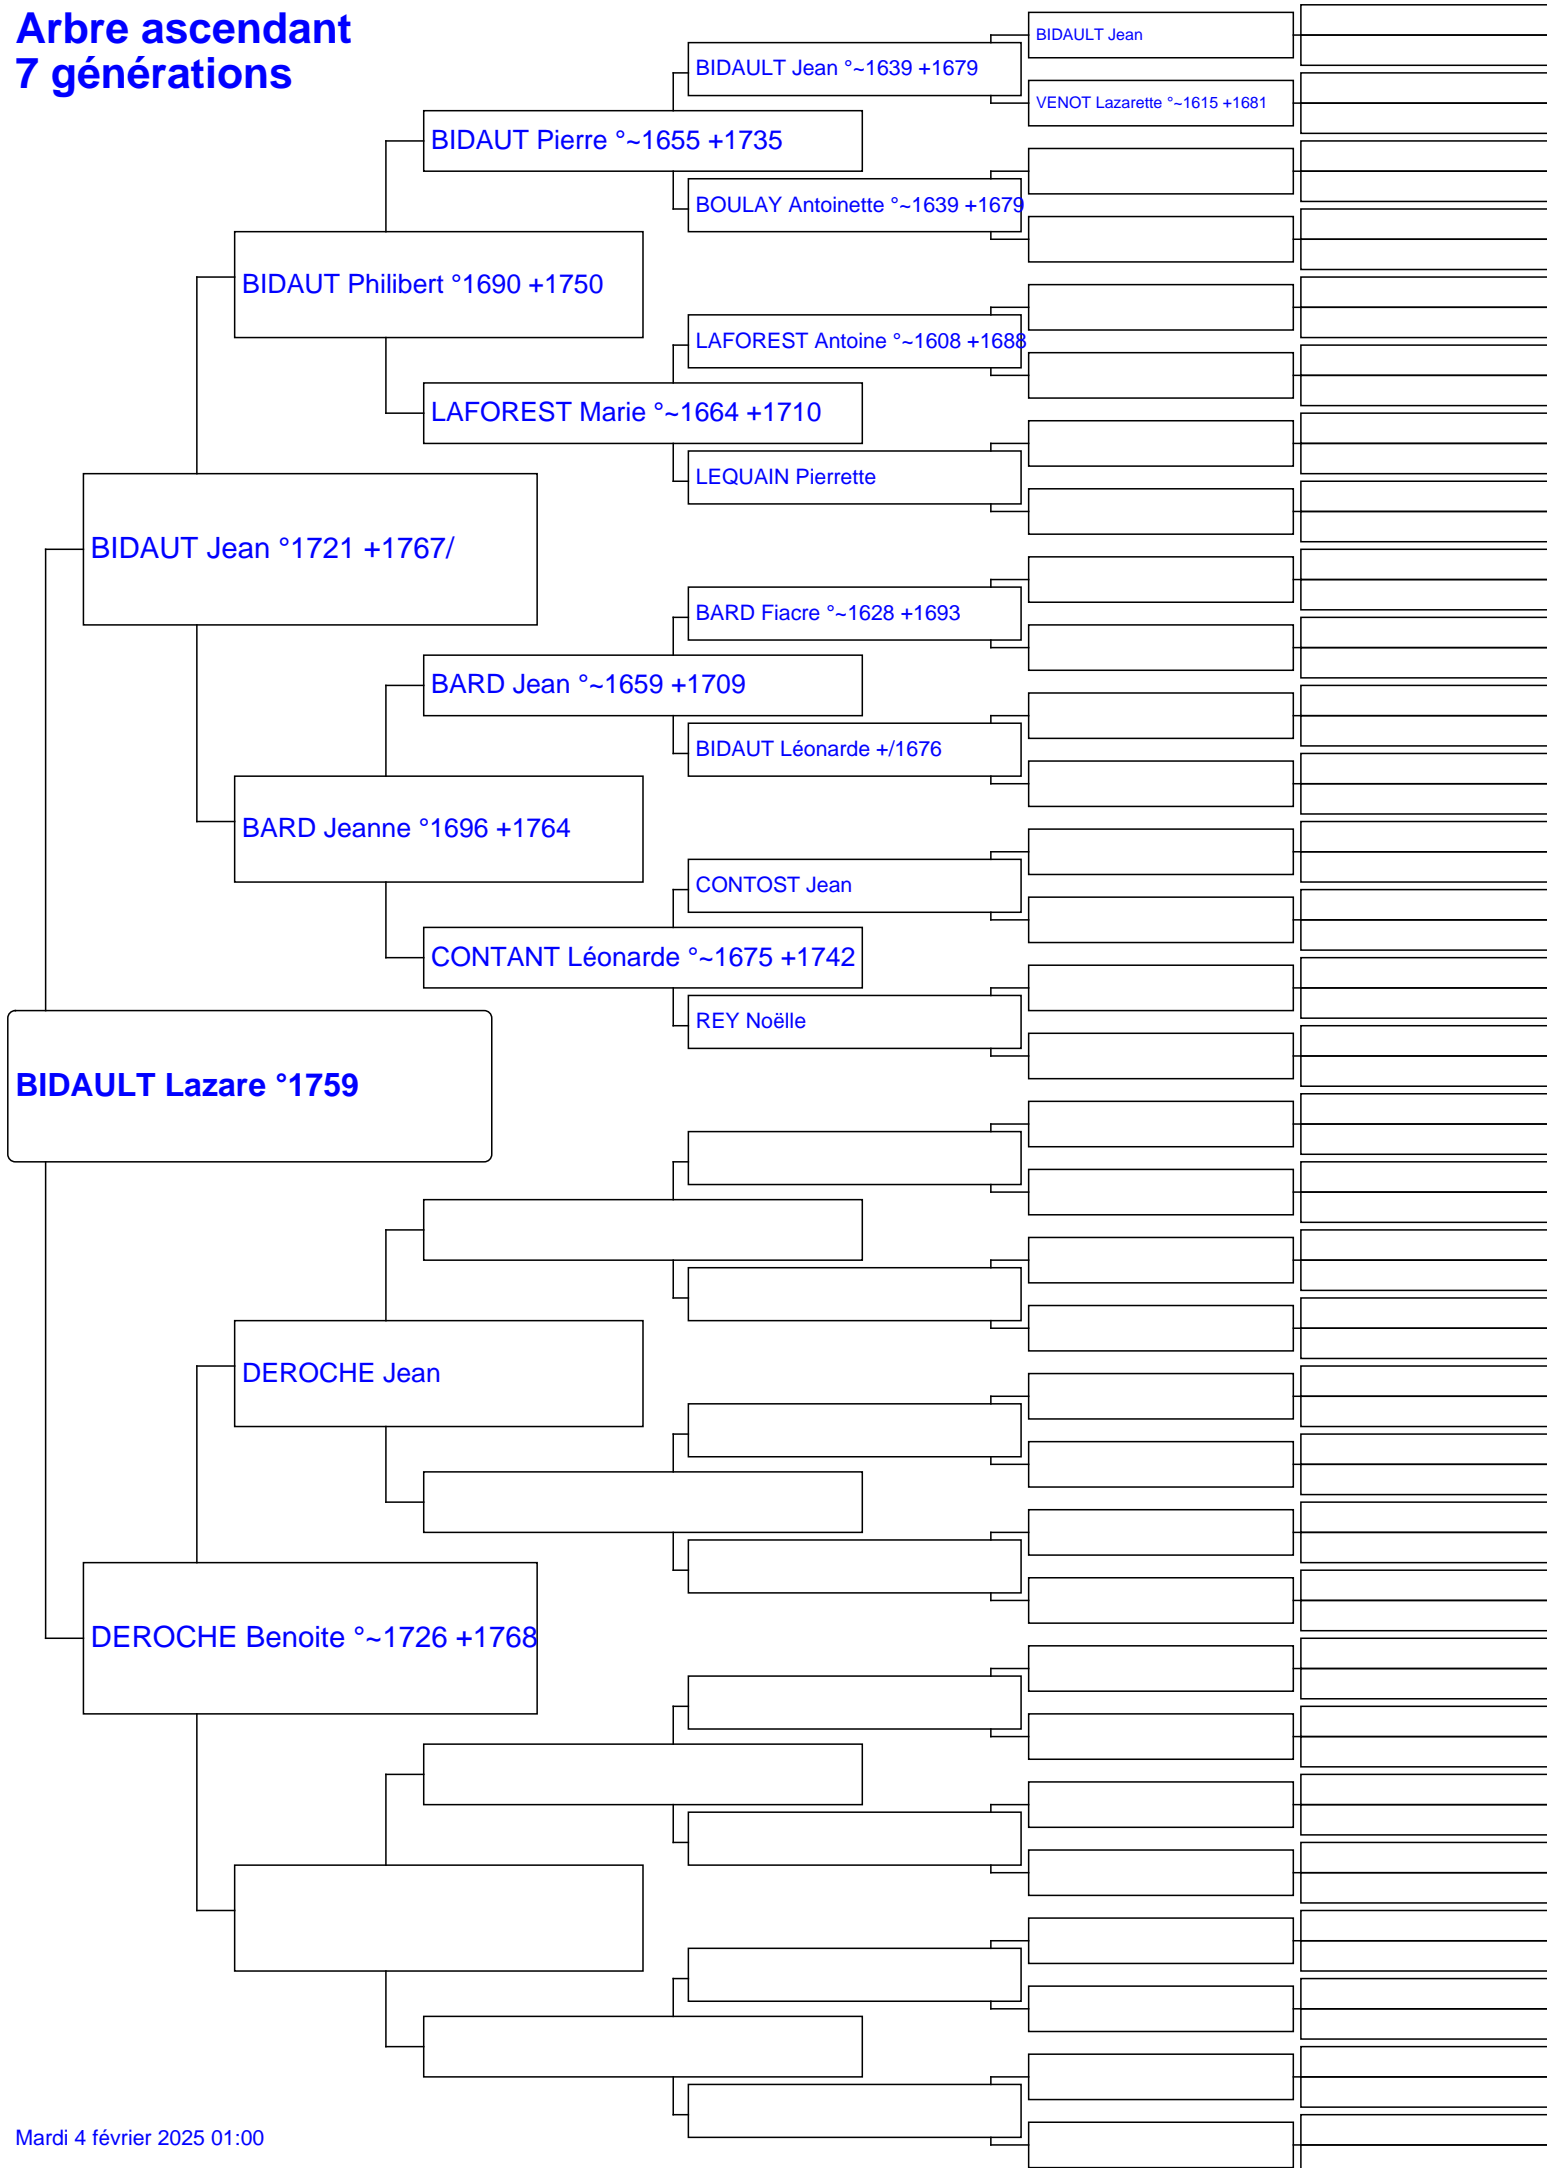 Arbre ascendant
7 générations
BIDAULT Jean
BIDAULT Jean °~1639 +1679
VENOT Lazarette °~1615 +1681
BIDAUT Pierre °~1655 +1735
BOULAY Antoinette °~1639 +1679
BIDAUT Philibert °1690 +1750
LAFOREST Antoine °~1608 +1688
LAFOREST Marie °~1664 +1710
LEQUAIN Pierrette
BIDAUT Jean °1721 +1767/
BARD Fiacre °~1628 +1693
BARD Jean °~1659 +1709
BIDAUT Léonarde +/1676
BARD Jeanne °1696 +1764
CONTOST Jean
CONTANT Léonarde °~1675 +1742
REY Noëlle
BIDAULT Lazare °1759
DEROCHE Jean
DEROCHE Benoite °~1726 +1768
Mardi 4 février 2025 01:00